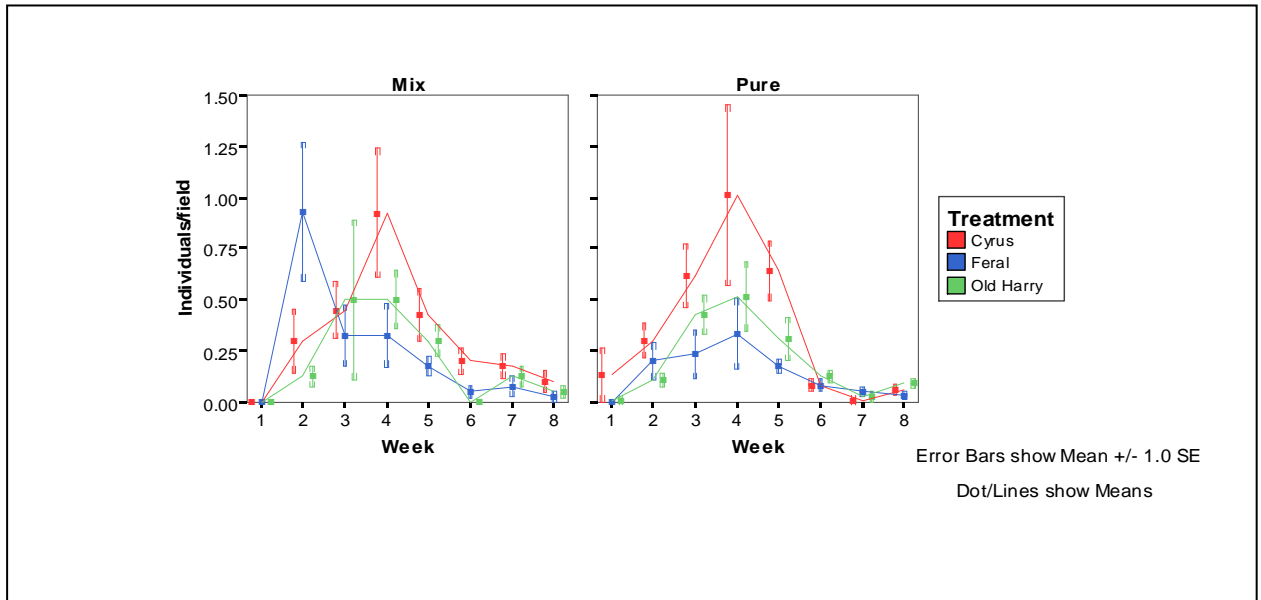 Mix
Pure
1.50
1.25
1.00
0.75
0.50
0.25
0.00
Individuals/field
1 2 3 4 5 6 7 8
1 2 3 4 5 6 7 8
Week
Week
Treatment
Cyrus
Feral
Old Harry
Error Bars show Mean +/- 1.0 SE
Dot/Lines show Means